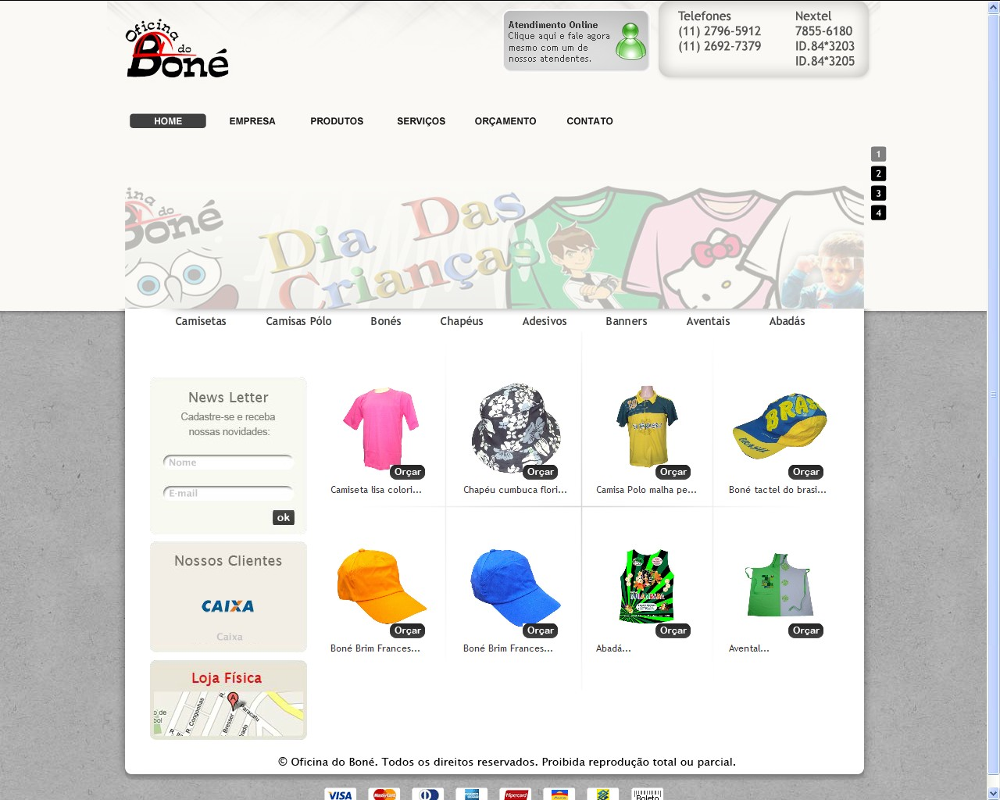 Oficina
do
Boné
Atendimento Online
Clique aqui e fale agora
mesmo com um de
nossos atendentes.
Telefones
(11) 2796-5912
(11) 2692-7379
Nextel
7855-6180
ID.84*3203
ID.84*3205
HOME EMPRESA PRODUTOS SERVIÇOS ORÇAMENTO CONTATO
1
2
3
4
do
Boné
Dia Das
Crianças
Camisetas Camisas Pólo Bonés Chapéus Adesivos Banners Aventais Abadás
News Letter
Cadastre-se e receba
nossas novidades:
Nome
E-mail
ok
Nossos Clientes
CAIXA
Caixa
Loja Física
A
R. Congonhas
R. Bresser
Paracatu
BRAS
BRASIL
Orçar Orçar Orçar Orçar
Camiseta lisa colori... Chapéu cumbuca flori... Camisa Polo malha pe... Boné tactel do brasi...
Orçar Orçar Orçar Orçar
Boné Brim Frances... Boné Brim Frances... Abadá... Avental...
© Oficina do Boné. Todos os direitos reservados. Proibida reprodução total ou parcial.
VISA MasterCard Hipercard Boleto